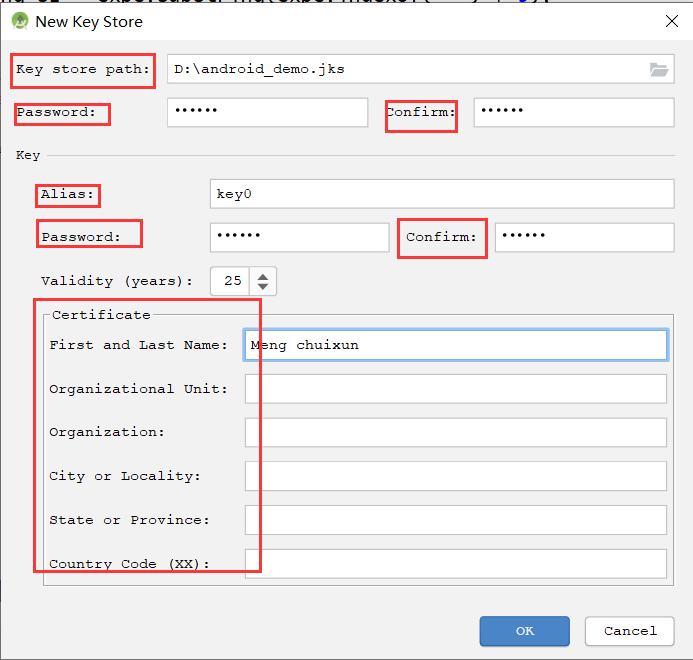 New Key Store
Key store path: D:\android_demo.jks
Password: •••••• Confirm: ••••••
Key
Alias: key0
Password: •••••• Confirm: ••••••
Validity (years): 25
Certificate
First and Last Name: Meng chuixun
Organizational Unit:
Organization:
City or Locality:
State or Province:
Country Code (XX):
OK Cancel